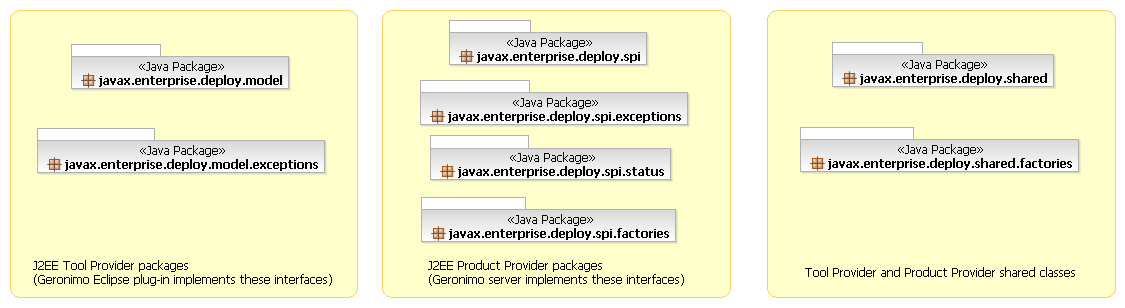 «Java Package»
javax.enterprise.deploy.model
«Java Package»
javax.enterprise.deploy.model.exceptions
J2EE Tool Provider packages
(Geronimo Eclipse plug-in implements these interfaces)
«Java Package»
javax.enterprise.deploy.spi
«Java Package»
javax.enterprise.deploy.spi.exceptions
«Java Package»
javax.enterprise.deploy.spi.status
«Java Package»
javax.enterprise.deploy.spi.factories
J2EE Product Provider packages
(Geronimo server implements these interfaces)
«Java Package»
javax.enterprise.deploy.shared
«Java Package»
javax.enterprise.deploy.shared.factories
Tool Provider and Product Provider shared classes